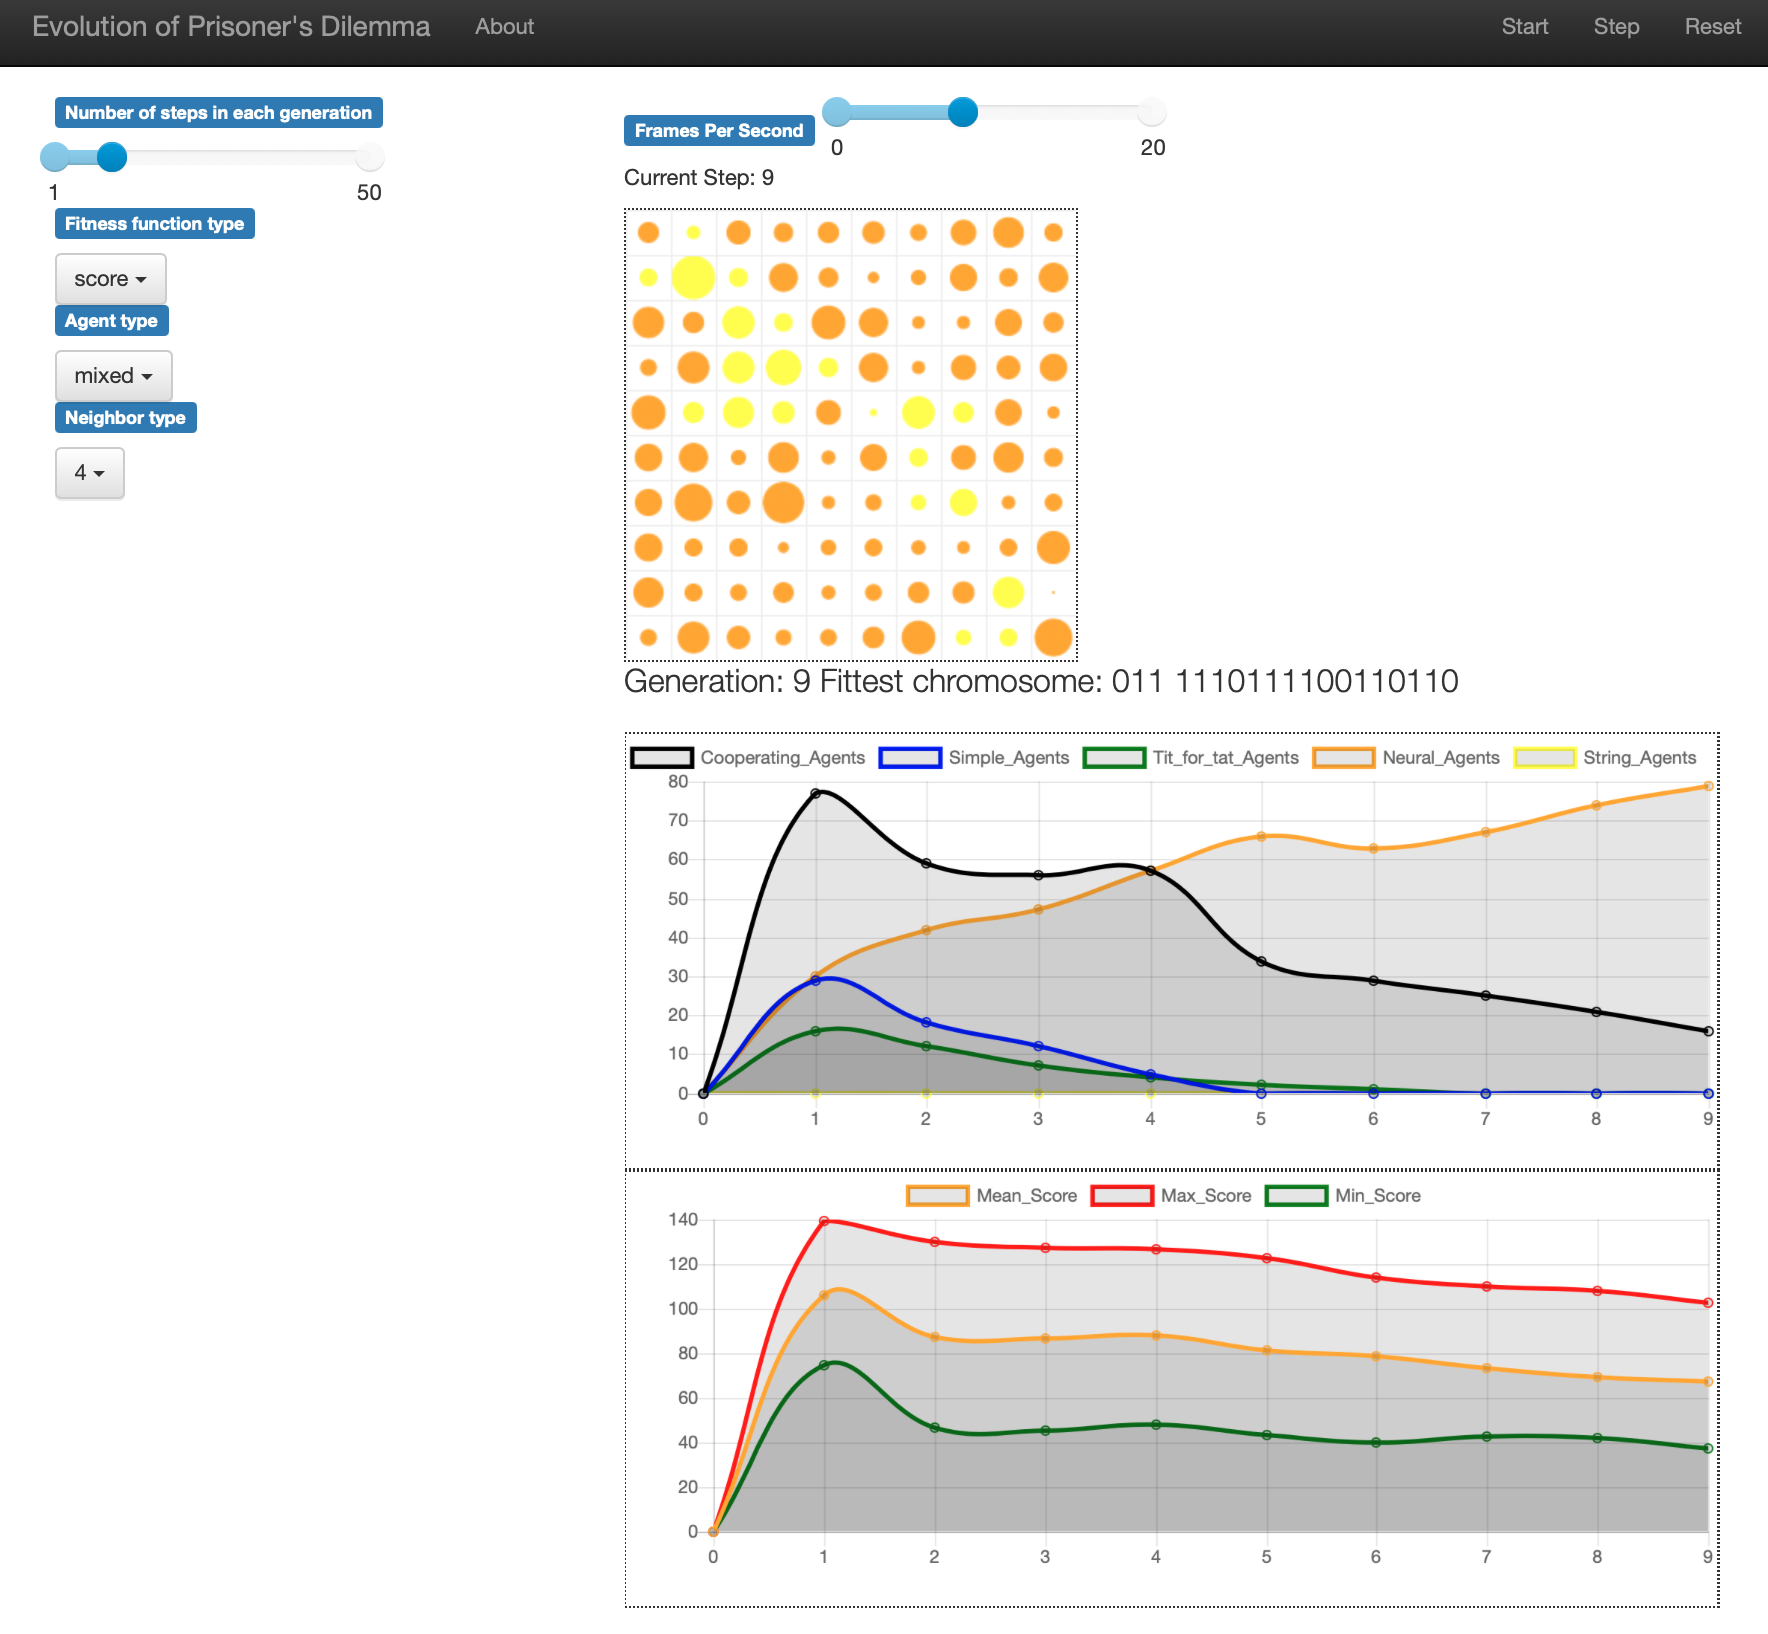 Evolution of Prisoner's Dilemma About Start Step Reset
Number of steps in each generation
1 50
Fitness function type
score
Agent type
mixed
Neighbor type
4
Frames Per Second
0 20
Current Step: 9
Generation: 9 Fittest chromosome: 011 1110111100110110
Cooperating_Agents Simple_Agents Tit_for_tat_Agents Neural_Agents String_Agents
80
70
60
50
40
30
20
10
0
0 1 2 3 4 5 6 7 8 9
Mean_Score Max_Score Min_Score
140
120
100
80
60
40
20
0
0 1 2 3 4 5 6 7 8 9